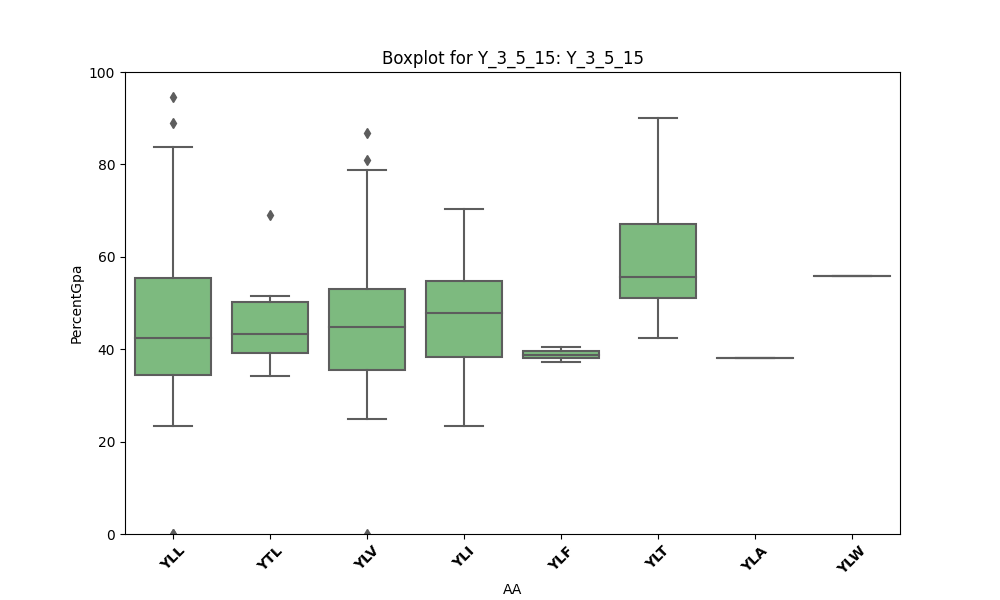 Boxplot for Y_3_5_15: Y_3_5_15
100
80
60
40
20
0
PercentGpa
YLL
YTL
YLV
YLI
YLF
YLT
YLA
YLW
AA